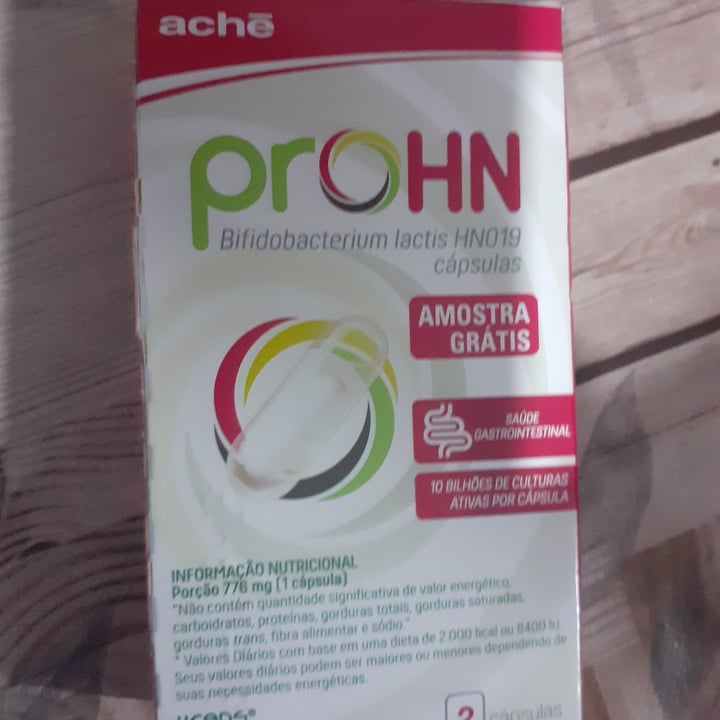 achē
proHN
Bifidobacterium lactis HN019
cápsulas
AMOSTRA
GRÁTIS
SAÚDE
GASTROINTESTINAL
10 BILHÕES DE CULTURAS
ATIVAS POR CÁPSULA
INFORMAÇÃO NUTRICIONAL
Porção 776 mg (1 cápsula)
"Não contém quantidade significativa de valor energético,
carboidratos, proteínas, gorduras totais, gorduras saturadas,
gorduras trans, fibra alimentar e sódio."
* Valores Diários com base em uma dieta de 2.000 kcal ou 8400 kJ.
Seus valores diários podem ser maiores ou menores dependendo de
suas necessidades energéticas.
2 cápsulas